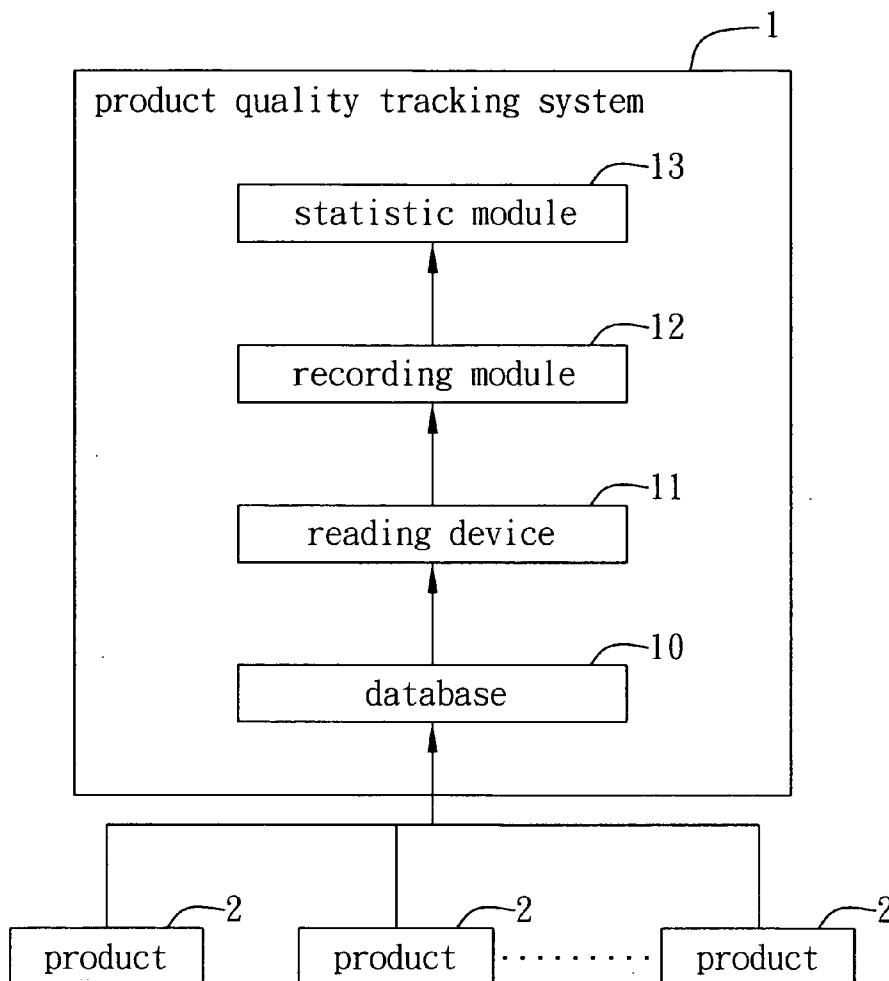 1
product quality tracking system
13
statistic module
12
recording module
11
reading device
10
database
2 2 2
product product product